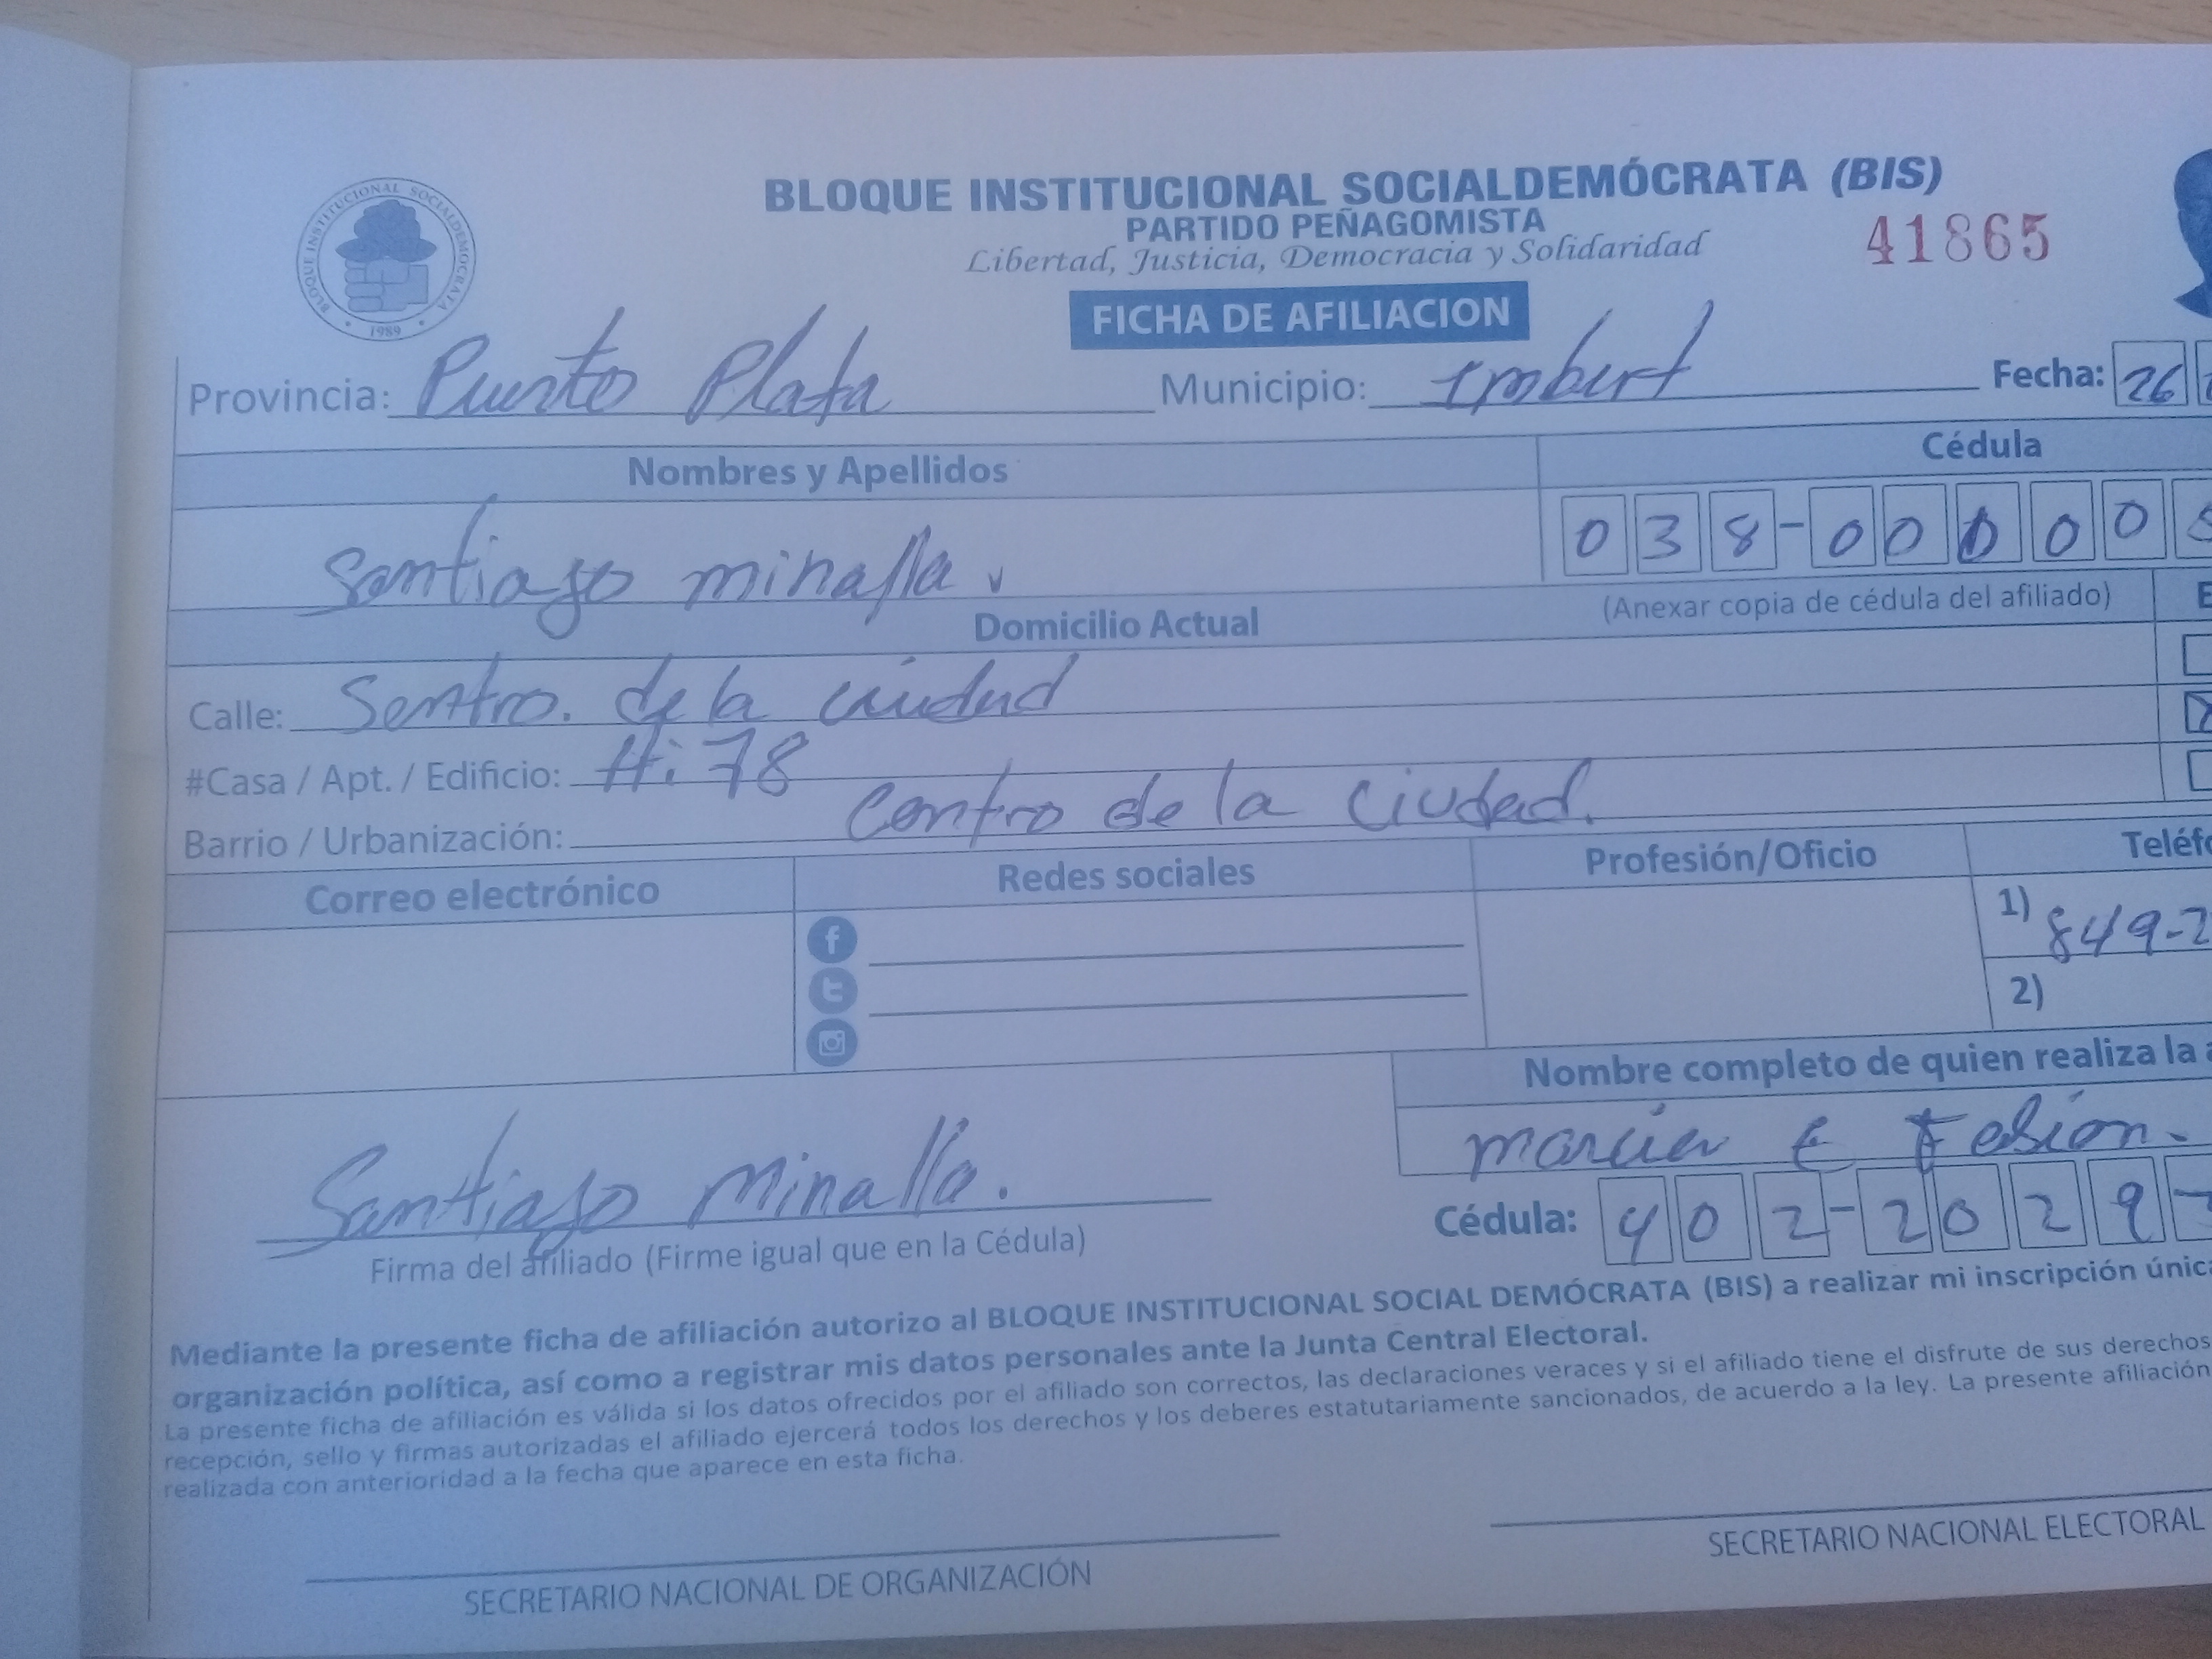 BLOQUE INSTITUCIONAL SOCIALDEMOCRATA
1989
BLOQUE INSTITUCIONAL SOCIALDEMÓCRATA (BIS)
PARTIDO PEÑAGOMISTA
Libertad, Justicia, Democracia y Solidaridad
41865
FICHA DE AFILIACION
Provincia: Puerto Plata Municipio: Imbert Fecha: 26
Nombres y Apellidos Cédula
Santiago minalla. 038-00000
(Anexar copia de cédula del afiliado)
Domicilio Actual
Calle: Sentro. de la ciudad
#Casa / Apt. / Edificio: #: 78
Barrio / Urbanización: Centro de la Ciudad.
Correo electrónico Redes sociales Profesión/Oficio Teléfo
1) 849-2
2)
Nombre completo de quien realiza la a
marcia E Fabion.
Cédula: 402-2029
Santiago Minalla.
Firma del afiliado (Firme igual que en la Cédula)
Mediante la presente ficha de afiliación autorizo al BLOQUE INSTITUCIONAL SOCIAL DEMÓCRATA (BIS) a realizar mi inscripción única
organización política, así como a registrar mis datos personales ante la Junta Central Electoral.
La presente ficha de afiliación es válida si los datos ofrecidos por el afiliado son correctos, las declaraciones veraces y si el afiliado tiene el disfrute de sus derechos
recepción, sello y firmas autorizadas el afiliado ejercerá todos los derechos y los deberes estatutariamente sancionados, de acuerdo a la ley. La presente afiliación
realizada con anterioridad a la fecha que aparece en esta ficha.
SECRETARIO NACIONAL DE ORGANIZACIÓN
SECRETARIO NACIONAL ELECTORAL